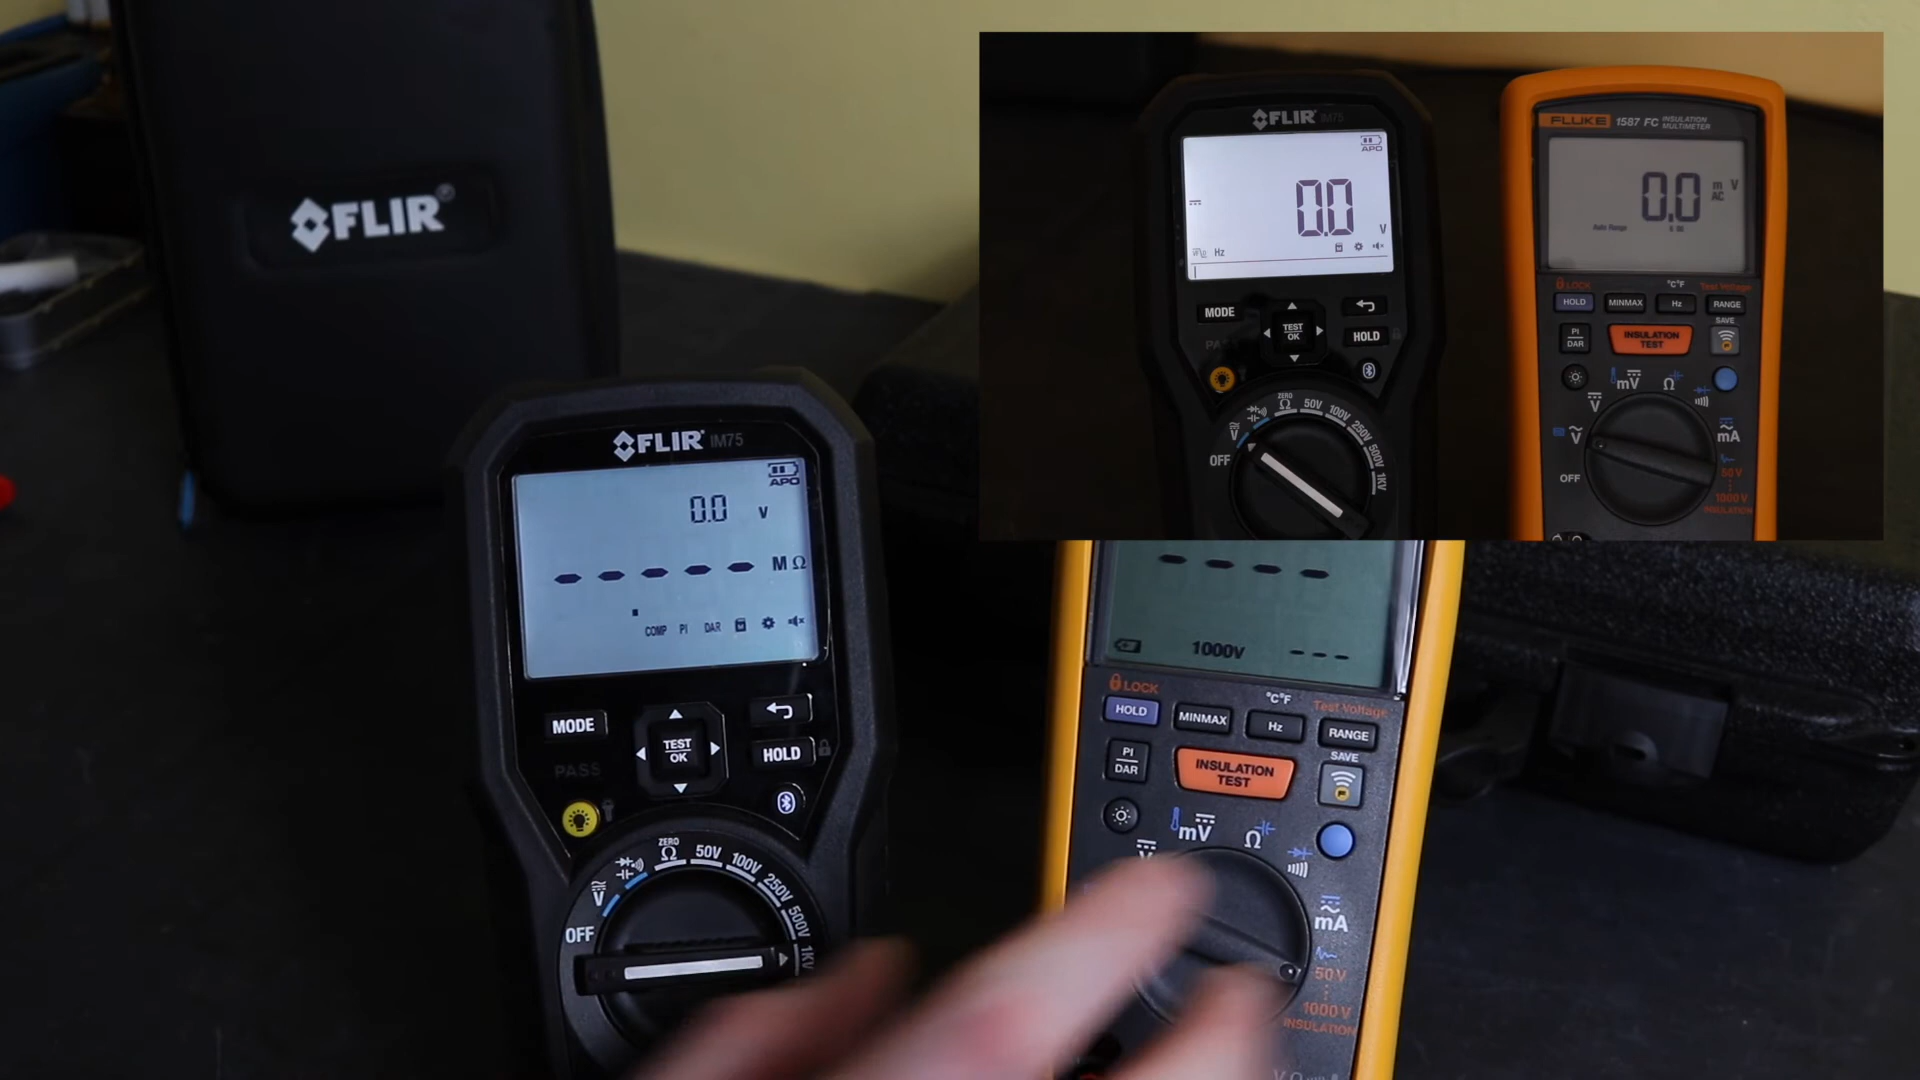 FLIR
FLIR IM75
APO
0.0 V
MΩ
COMP PI DAR
MODE
TEST
OK
HOLD
PASS
OFF
V
ZERO
Ω
50V
100V
250V
500V
1KV
FLIR IM75
APO
0.0
V
Hz
MODE
TEST
OK
HOLD
OFF
V
ZERO
Ω
50V
100V
250V
500V
1KV
FLUKE 1587 FC INSULATION
MULTIMETER
0.0 m V
AC
Auto Range
LOCK
°C°F
Test Voltage
HOLD
MINMAX
Hz
RANGE
PI
DAR
INSULATION
TEST
SAVE
mV
Ω
V
V
mA
OFF
50V
1000V
INSULATION
- - - -
1000V
- - -
LOCK
°C°F
Test Voltage
HOLD
MINMAX
Hz
RANGE
PI
DAR
INSULATION
TEST
SAVE
mV
Ω
mA
50V
1000V
INSULATION